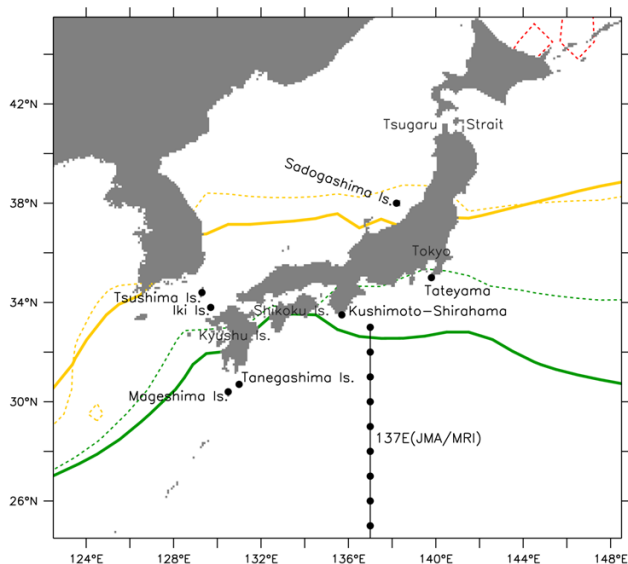 42°N
Tsugaru Strait
Sadogashima Is.
38°N
Tokyo
Tsushima Is.
Tateyama
Iki Is.
34°N
Shikoku Is.
Kushimoto-Shirahama
Kyushu Is.
Tanegashima Is.
Mageshima Is.
30°N
137E(JMA/MRI)
26°N
124°E 128°E 132°E 136°E 140°E 144°E 148°E